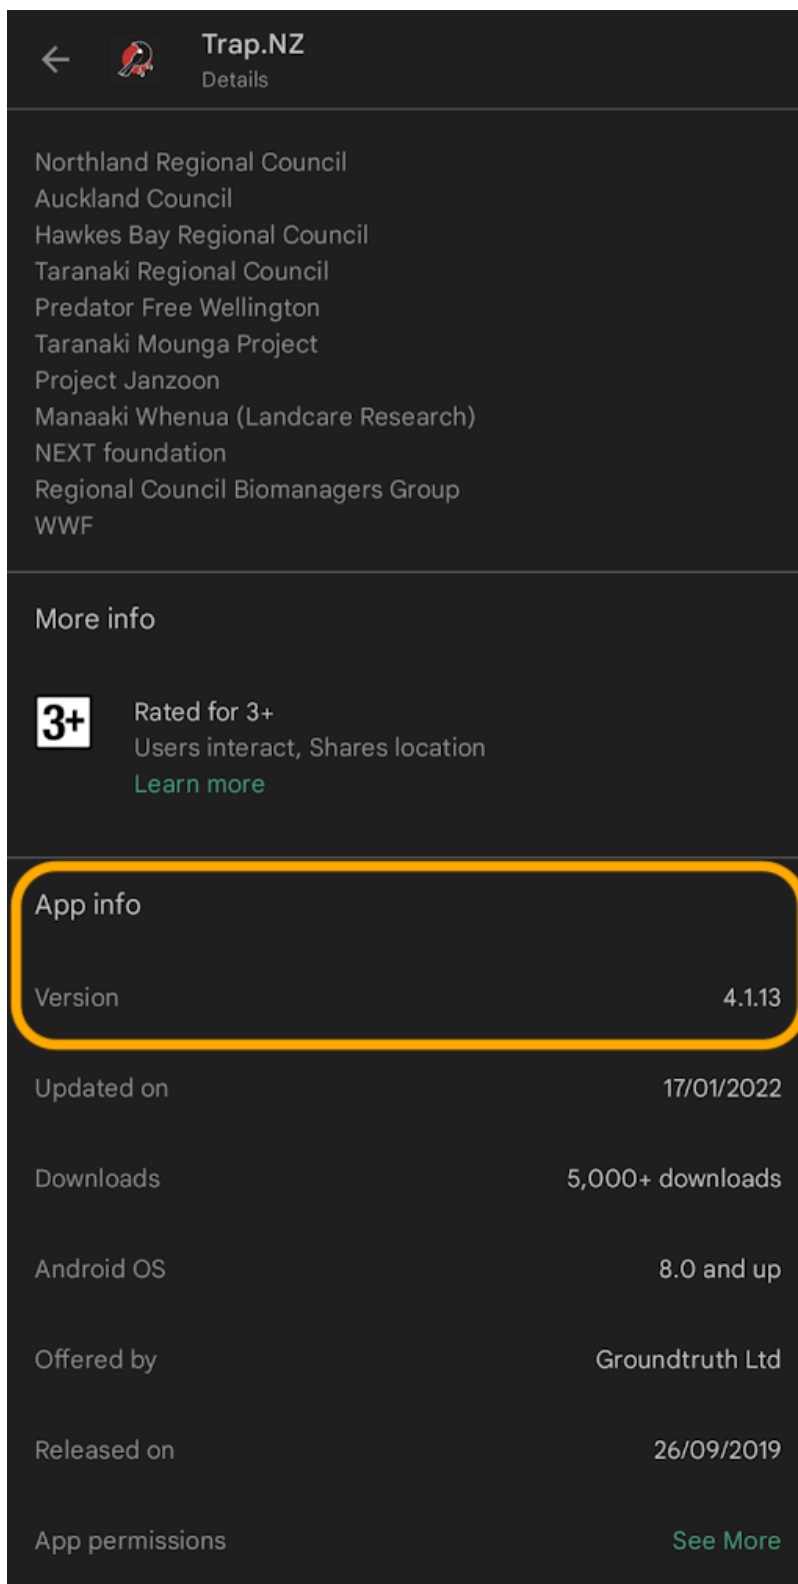 Trap.NZ
Details
Northland Regional Council
Auckland Council
Hawkes Bay Regional Council
Taranaki Regional Council
Predator Free Wellington
Taranaki Mounga Project
Project Janzoon
Manaaki Whenua (Landcare Research)
NEXT foundation
Regional Council Biomanagers Group
WWF
More info
3+
Rated for 3+
Users interact, Shares location
Learn more
App info
Version 4.1.13
Updated on 17/01/2022
Downloads 5,000+ downloads
Android OS 8.0 and up
Offered by Groundtruth Ltd
Released on 26/09/2019
App permissions See More